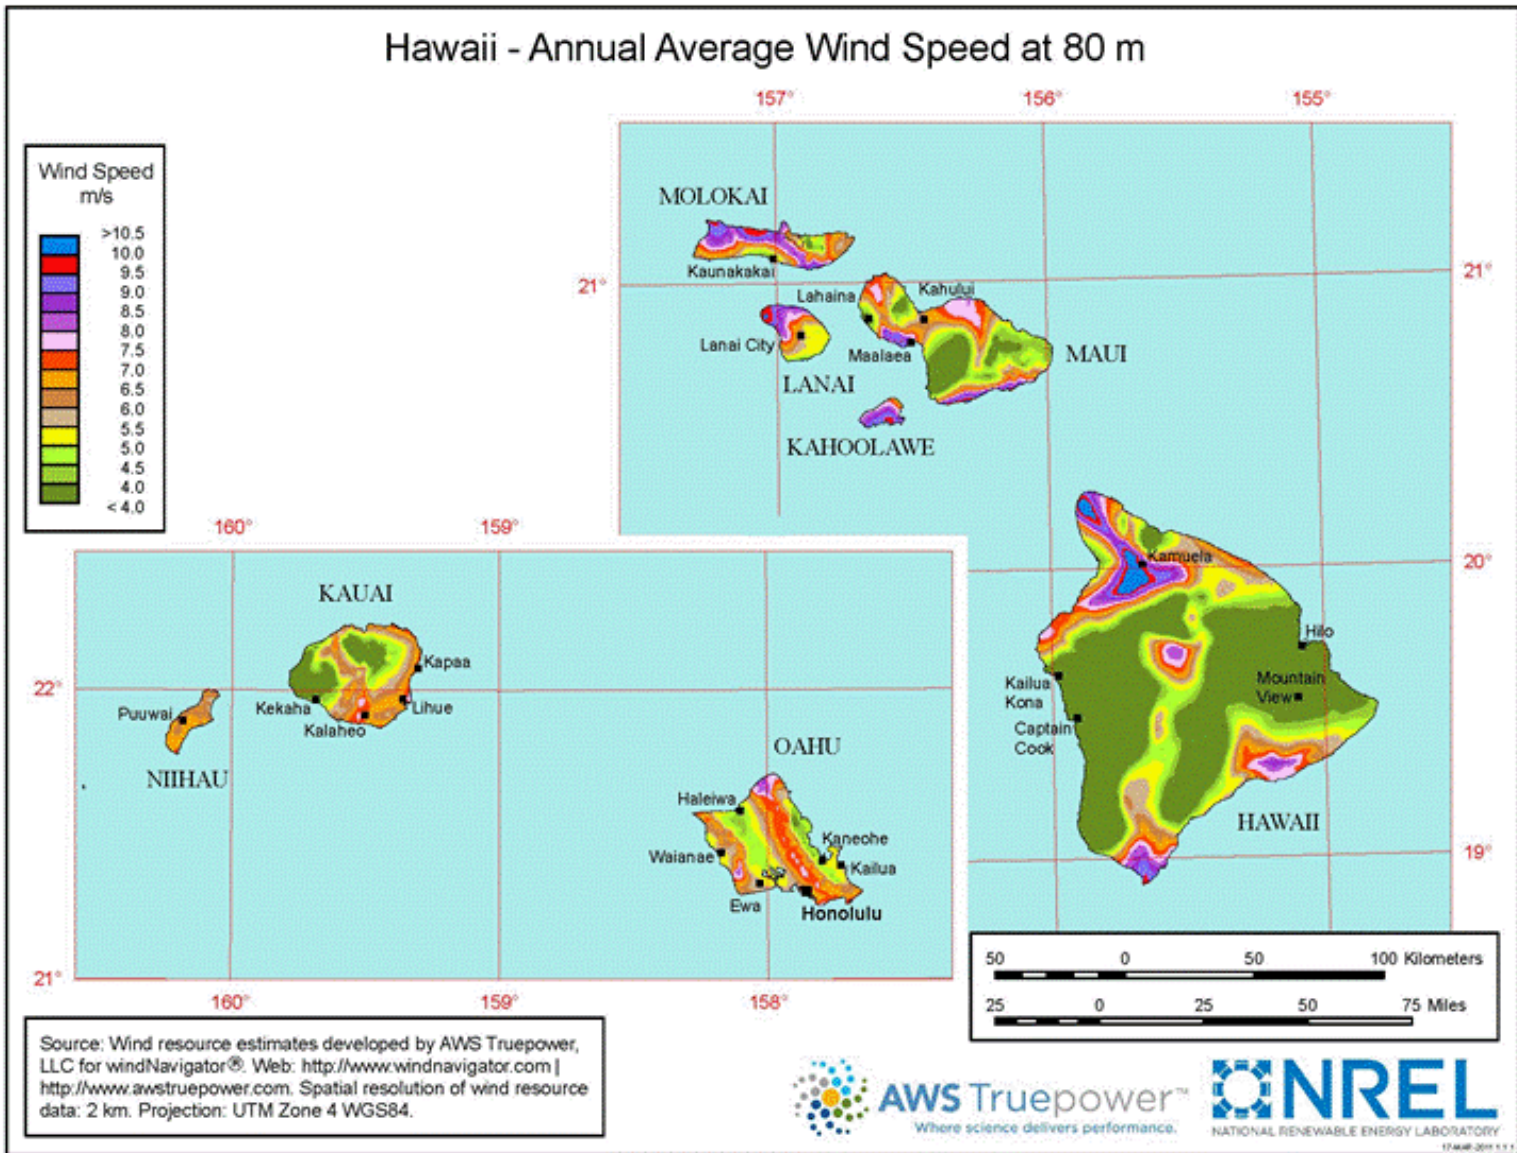 Hawaii - Annual Average Wind Speed at 80 m
157°
156°
155°
Wind Speed
m/s
>10.5
10.0
9.5
9.0
8.5
8.0
7.5
7.0
6.5
6.0
5.5
5.0
4.5
4.0
< 4.0
MOLOKAI
Kaunakakai
21°
21°
Lahaina
Kahului
Lanai City
Maalaea
MAUI
LANAI
KAHOOLAWE
160°
159°
Kamuela
20°
KAUAI
Hilo
Kapaa
22°
Puuwai
Kekaha
Lihue
Kalaheo
Kailua
Kona
Mountain
View
Captain
Cook
NIIHAU
OAHU
Haleiwa
HAWAII
Waianae
Kaneohe
Kailua
19°
Ewa
Honolulu
21°
160°
159°
158°
50 0 50 100 Kilometers
25 0 25 50 75 Miles
Source: Wind resource estimates developed by AWS Truepower,
LLC for windNavigator®. Web: http://www.windnavigator.com |
http://www.awstruepower.com. Spatial resolution of wind resource
data: 2 km. Projection: UTM Zone 4 WGS84.
AWS Truepower™
Where science delivers performance.
NREL
NATIONAL RENEWABLE ENERGY LABORATORY